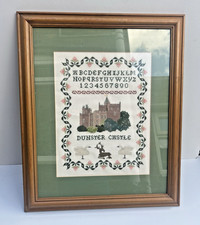 ABCDEFGHIJKLM
NOPQRSTUVWXYZ
1234567890
DUNSTER CASTLE